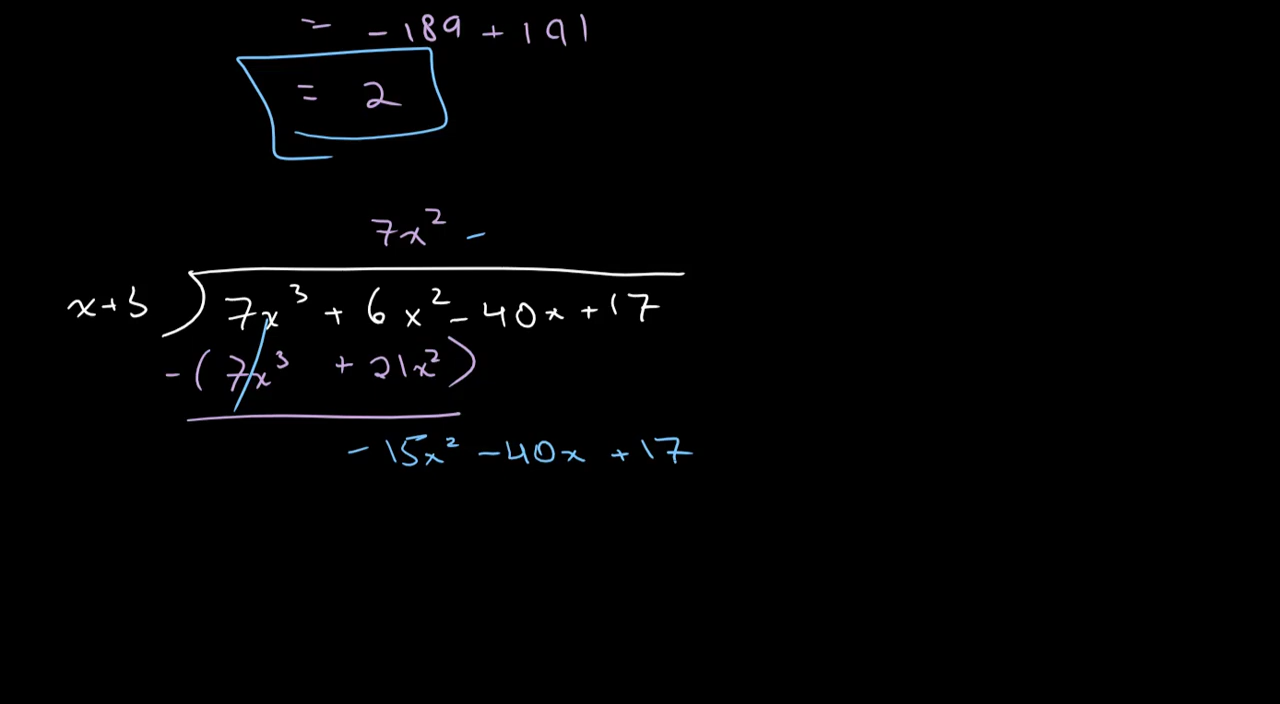 = -189 + 191
= 2
7x² -
x+3 ) 7x³ + 6x² - 40x + 17
-( 7x³ + 21x² )
-15x² - 40x + 17